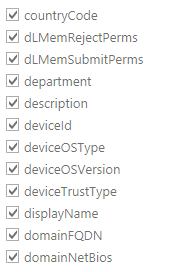 countryCode
dLMemRejectPerms
dLMemSubmitPerms
department
description
deviceId
deviceOSType
deviceOSVersion
deviceTrustType
displayName
domainFQDN
domainNetBios